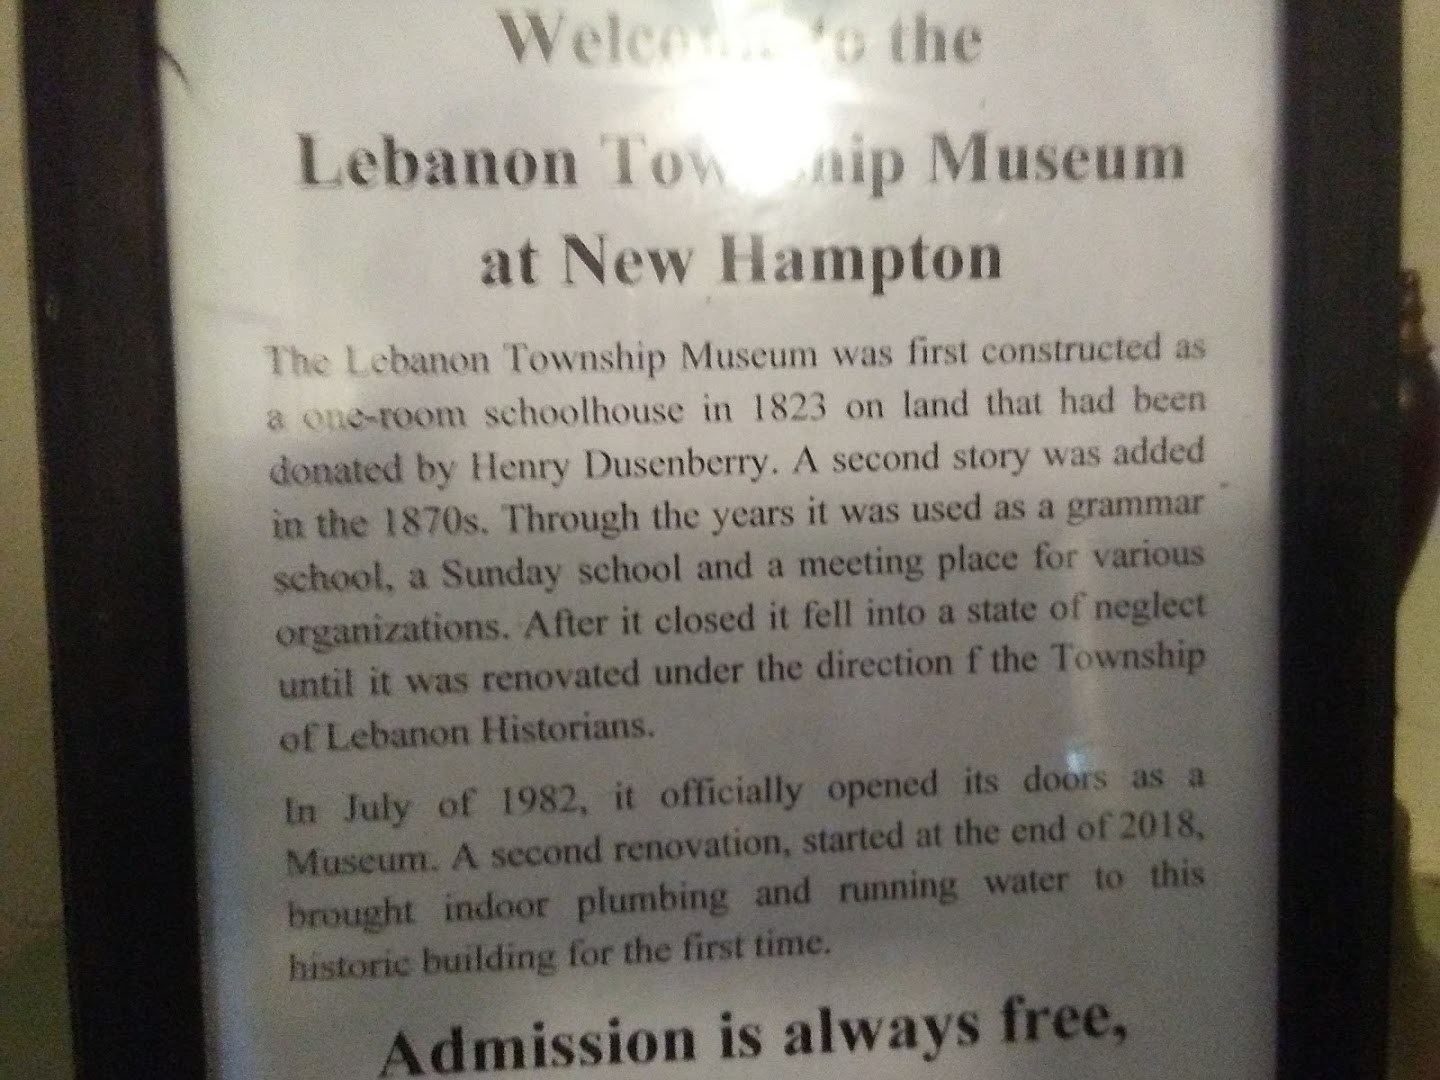 Welcome to the
Lebanon Township Museum
at New Hampton
The Lebanon Township Museum was first constructed as
a one-room schoolhouse in 1823 on land that had been
donated by Henry Dusenberry. A second story was added
in the 1870s. Through the years it was used as a grammar
school, a Sunday school and a meeting place for various
organizations. After it closed it fell into a state of neglect
until it was renovated under the direction f the Township
of Lebanon Historians.
In July of 1982, it officially opened its doors as a
Museum. A second renovation, started at the end of 2018,
brought indoor plumbing and running water to this
historic building for the first time.
Admission is always free,